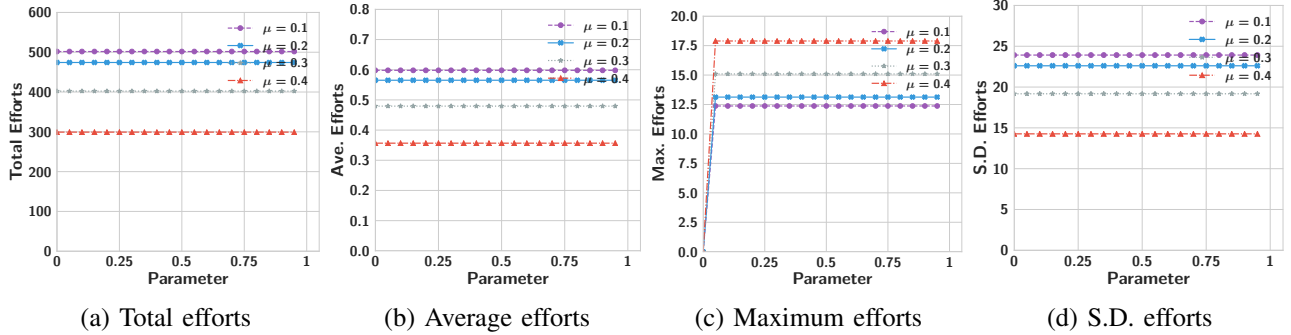 Total Efforts
600
500
400
300
200
100
0
0
0.25
0.5
0.75
1
Parameter
μ = 0.1
μ = 0.2
μ = 0.3
μ = 0.4
(a) Total efforts
Ave. Efforts
0.8
0.7
0.6
0.5
0.4
0.3
0.2
0.1
0.0
0
0.25
0.5
0.75
1
Parameter
μ = 0.1
μ = 0.2
μ = 0.3
μ = 0.4
(b) Average efforts
Max. Efforts
20.0
17.5
15.0
12.5
10.0
7.5
5.0
2.5
0.0
0
0.25
0.5
0.75
1
Parameter
μ = 0.1
μ = 0.2
μ = 0.3
μ = 0.4
(c) Maximum efforts
S.D. Efforts
30
25
20
15
10
5
0
0
0.25
0.5
0.75
1
Parameter
μ = 0.1
μ = 0.2
μ = 0.3
μ = 0.4
(d) S.D. efforts